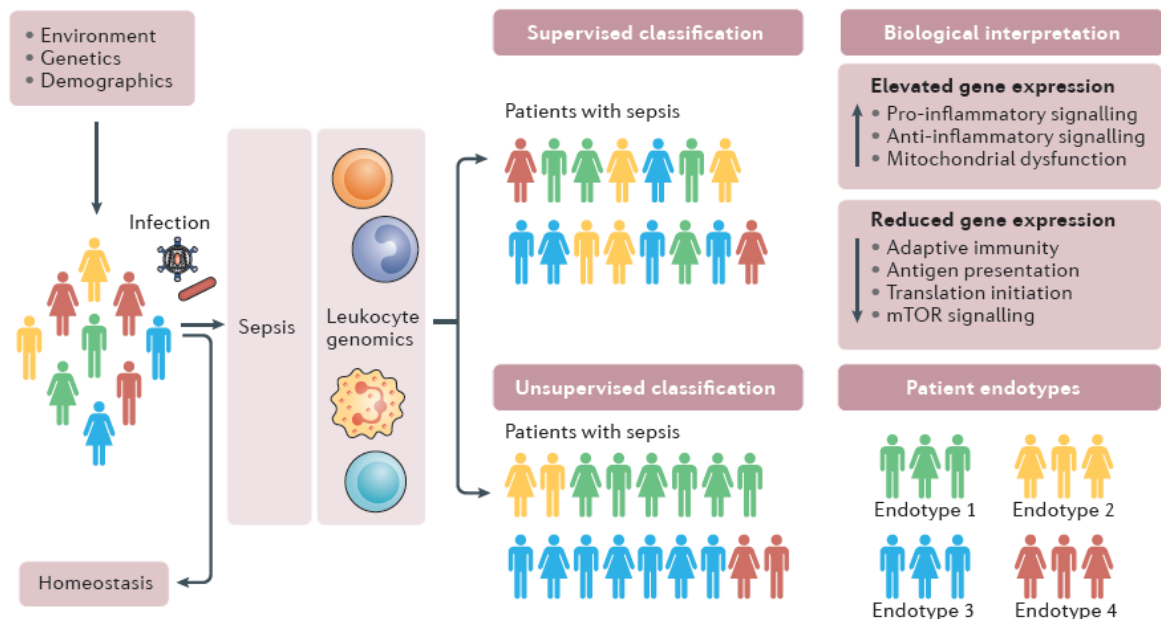 • Environment
• Genetics
• Demographics
Infection
Sepsis
Leukocyte
genomics
Homeostasis
Supervised classification
Patients with sepsis
Unsupervised classification
Patients with sepsis
Biological interpretation
Elevated gene expression
• Pro-inflammatory signalling
• Anti-inflammatory signalling
• Mitochondrial dysfunction
Reduced gene expression
• Adaptive immunity
• Antigen presentation
• Translation initiation
• mTOR signalling
Patient endotypes
Endotype 1
Endotype 2
Endotype 3
Endotype 4